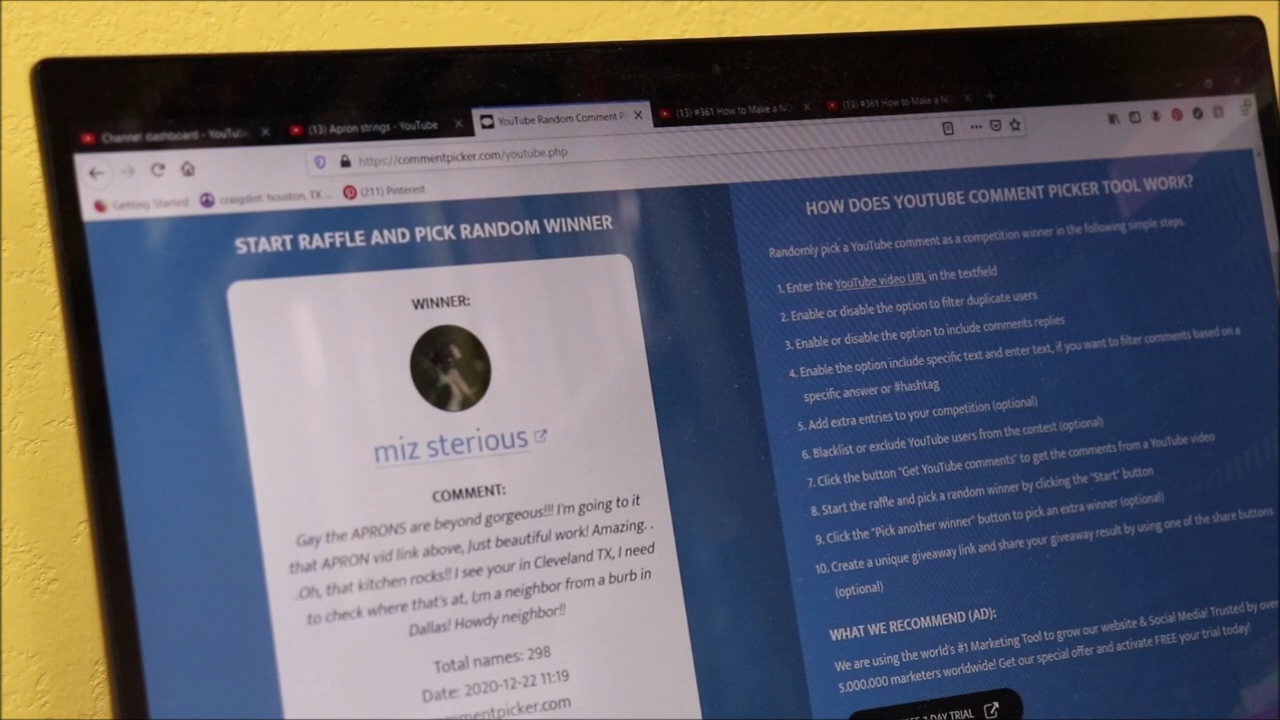 Channel dashboard - YouTube
(13) Apron strings - YouTube
YouTube Random Comment P
(13) #361 How to Make a N
(13) #361 How to Make a N
https://commentpicker.com/youtube.php
Getting Started
craigslist: houston, TX ...
(211) Pinterest
START RAFFLE AND PICK RANDOM WINNER
WINNER:
miz sterious
COMMENT:
Gay the APRONS are beyond gorgeous!!! I'm going to it
that APRON vid link above, Just beautiful work! Amazing. .
.Oh, that kitchen rocks!! I see your in Cleveland TX, I need
to check where that's at, I;m a neighbor from a burb in
Dallas! Howdy neighbor!!
Total names: 298
Date: 2020-12-22 11:19
mmentpicker.com
HOW DOES YOUTUBE COMMENT PICKER TOOL WORK?
Randomly pick a YouTube comment as a competition winner in the following simple steps.
1. Enter the YouTube video URL in the textfield
2. Enable or disable the option to filter duplicate users
3. Enable or disable the option to include comments replies
4. Enable the option include specific text and enter text, if you want to filter comments based on a
specific answer or #hashtag
5. Add extra entries to your competition (optional)
6. Blacklist or exclude YouTube users from the contest (optional)
7. Click the button "Get YouTube comments" to get the comments from a YouTube video
8. Start the raffle and pick a random winner by clicking the "Start" button
9. Click the "Pick another winner" button to pick an extra winner (optional)
10. Create a unique giveaway link and share your giveaway result by using one of the share buttons
(optional)
WHAT WE RECOMMEND (AD):
We are using the world's #1 Marketing Tool to grow our website & Social Media! Trusted by over
5.000.000 marketers worldwide! Get our special offer and activate FREE your trial today!
DAY TRIAL